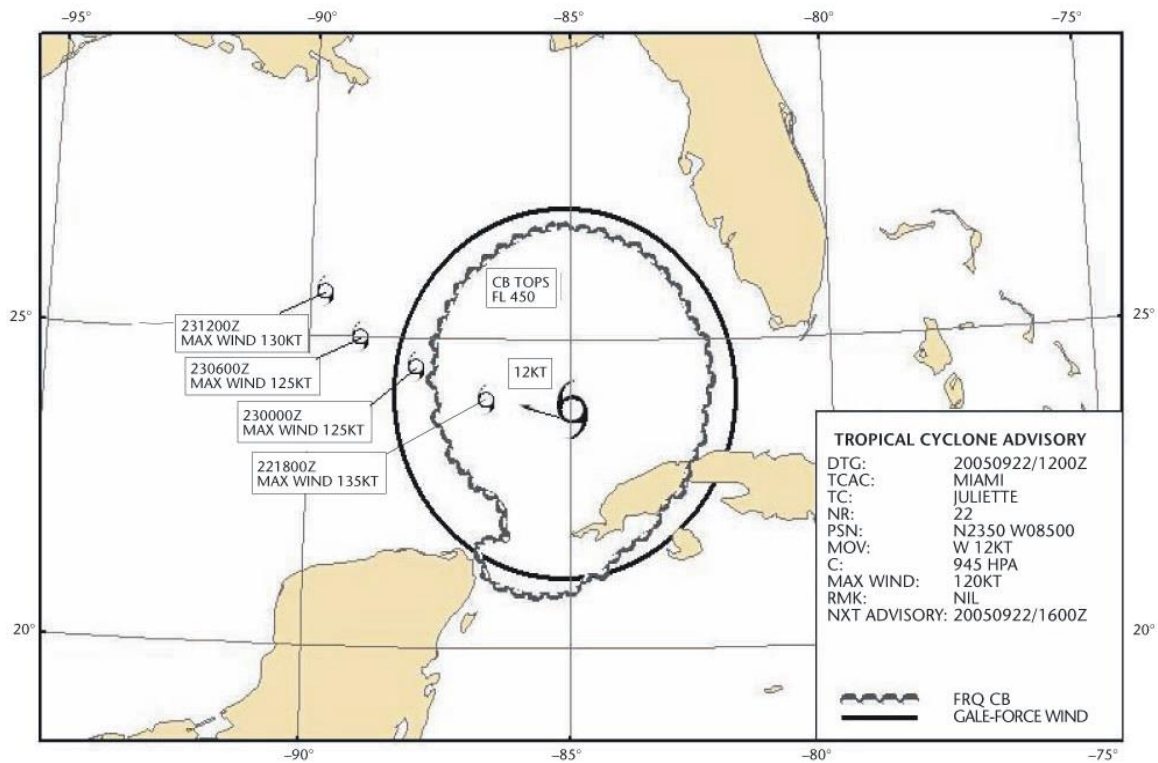 −95°
−90°
−85°
−80°
−75°
CB TOPS
FL 450
25°
25°
231200Z
MAX WIND 130KT
230600Z
MAX WIND 125KT
12KT
230000Z
MAX WIND 125KT
221800Z
MAX WIND 135KT
TROPICAL CYCLONE ADVISORY
DTG: 20050922/1200Z
TCAC: MIAMI
TC: JULIETTE
NR: 22
PSN: N2350 W08500
MOV: W 12KT
C: 945 HPA
MAX WIND: 120KT
RMK: NIL
NXT ADVISORY: 20050922/1600Z
20°
20°
FRQ CB
GALE-FORCE WIND
−90°
−85°
−80°
−75°